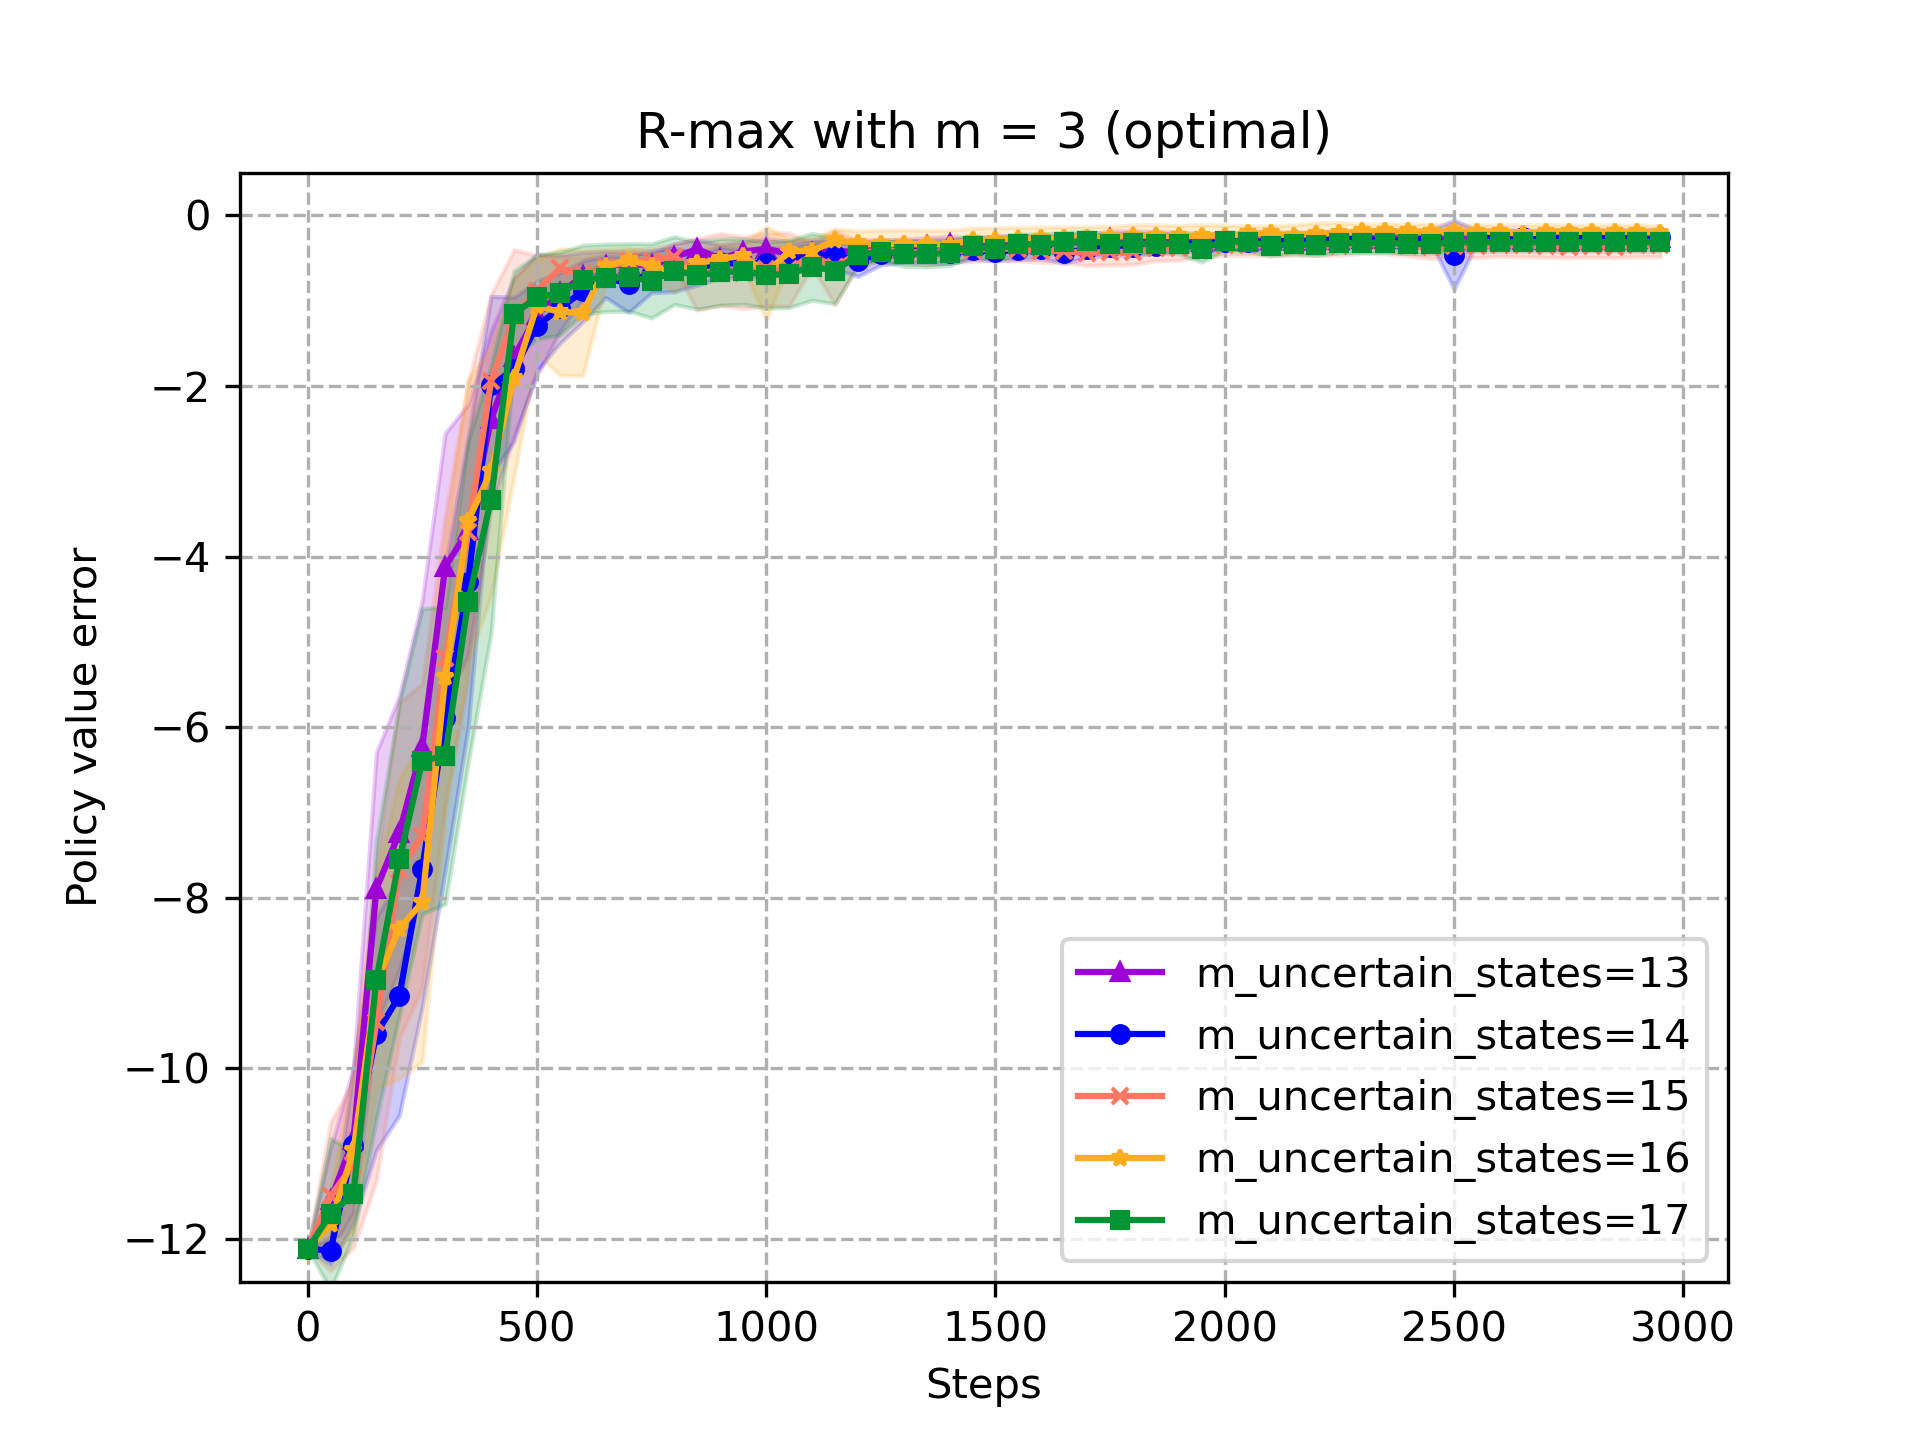 R-max with m = 3 (optimal)
Policy value error
0
−2
−4
−6
−8
−10
−12
m_uncertain_states=13
m_uncertain_states=14
m_uncertain_states=15
m_uncertain_states=16
m_uncertain_states=17
0 500 1000 1500 2000 2500 3000
Steps